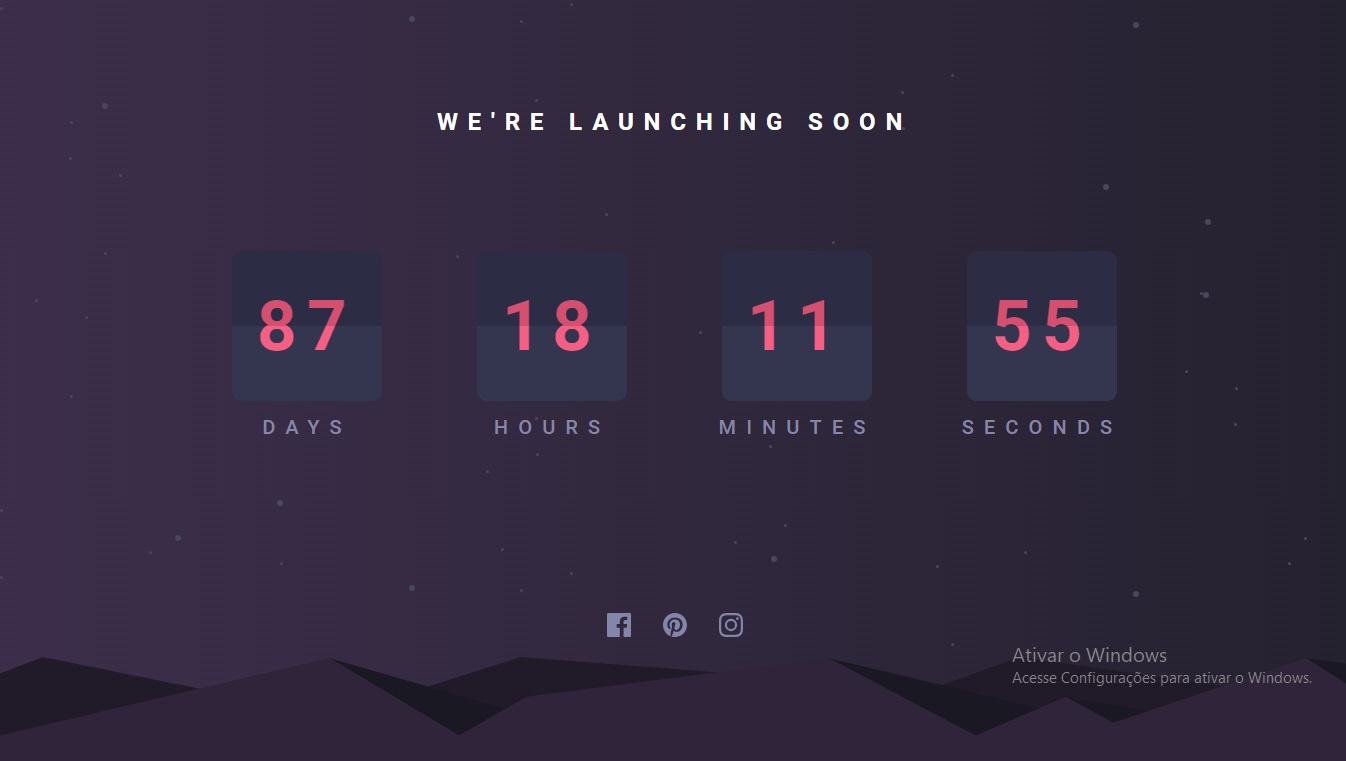 WE'RE LAUNCHING SOON
87 18 11 55
DAYS HOURS MINUTES SECONDS
Ativar o Windows
Acesse Configurações para ativar o Windows.